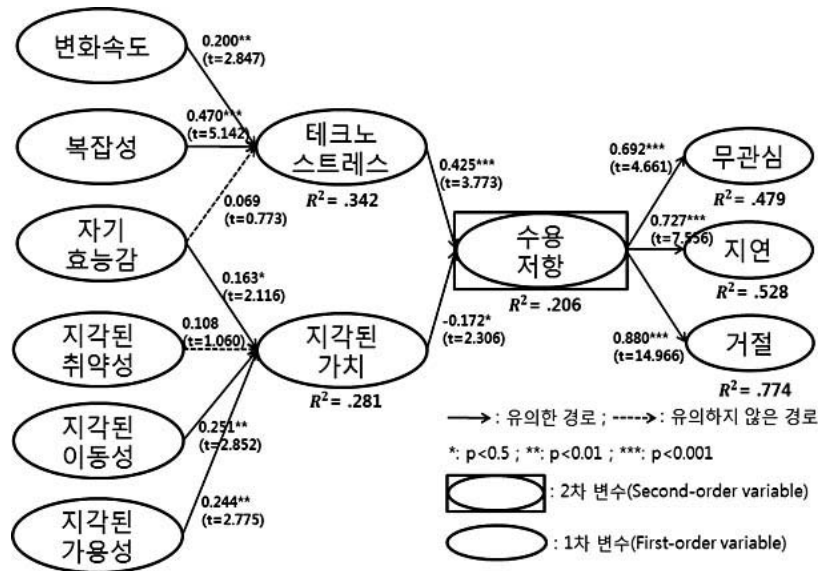 변화속도
0.200**
(t=2.847)
복잡성
0.470***
(t=5.142)
테크노
스트레스
R² = .342
0.069
(t=0.773)
자기
효능감
0.163*
(t=2.116)
지각된
취약성
0.108
(t=1.060)
지각된
가치
R² = .281
지각된
이동성
0.251**
(t=2.852)
지각된
가용성
0.244**
(t=2.775)
0.425***
(t=3.773)
-0.172*
(t=2.306)
수용
저항
R² = .206
0.692***
(t=4.661)
무관심
R² = .479
0.727***
(t=7.556)
지연
R² = .528
0.880***
(t=14.966)
거절
R² = .774
: 유의한 경로 ; : 유의하지 않은 경로
*: p<0.5 ; **: p<0.01 ; ***: p<0.001
: 2차 변수(Second-order variable)
: 1차 변수(First-order variable)